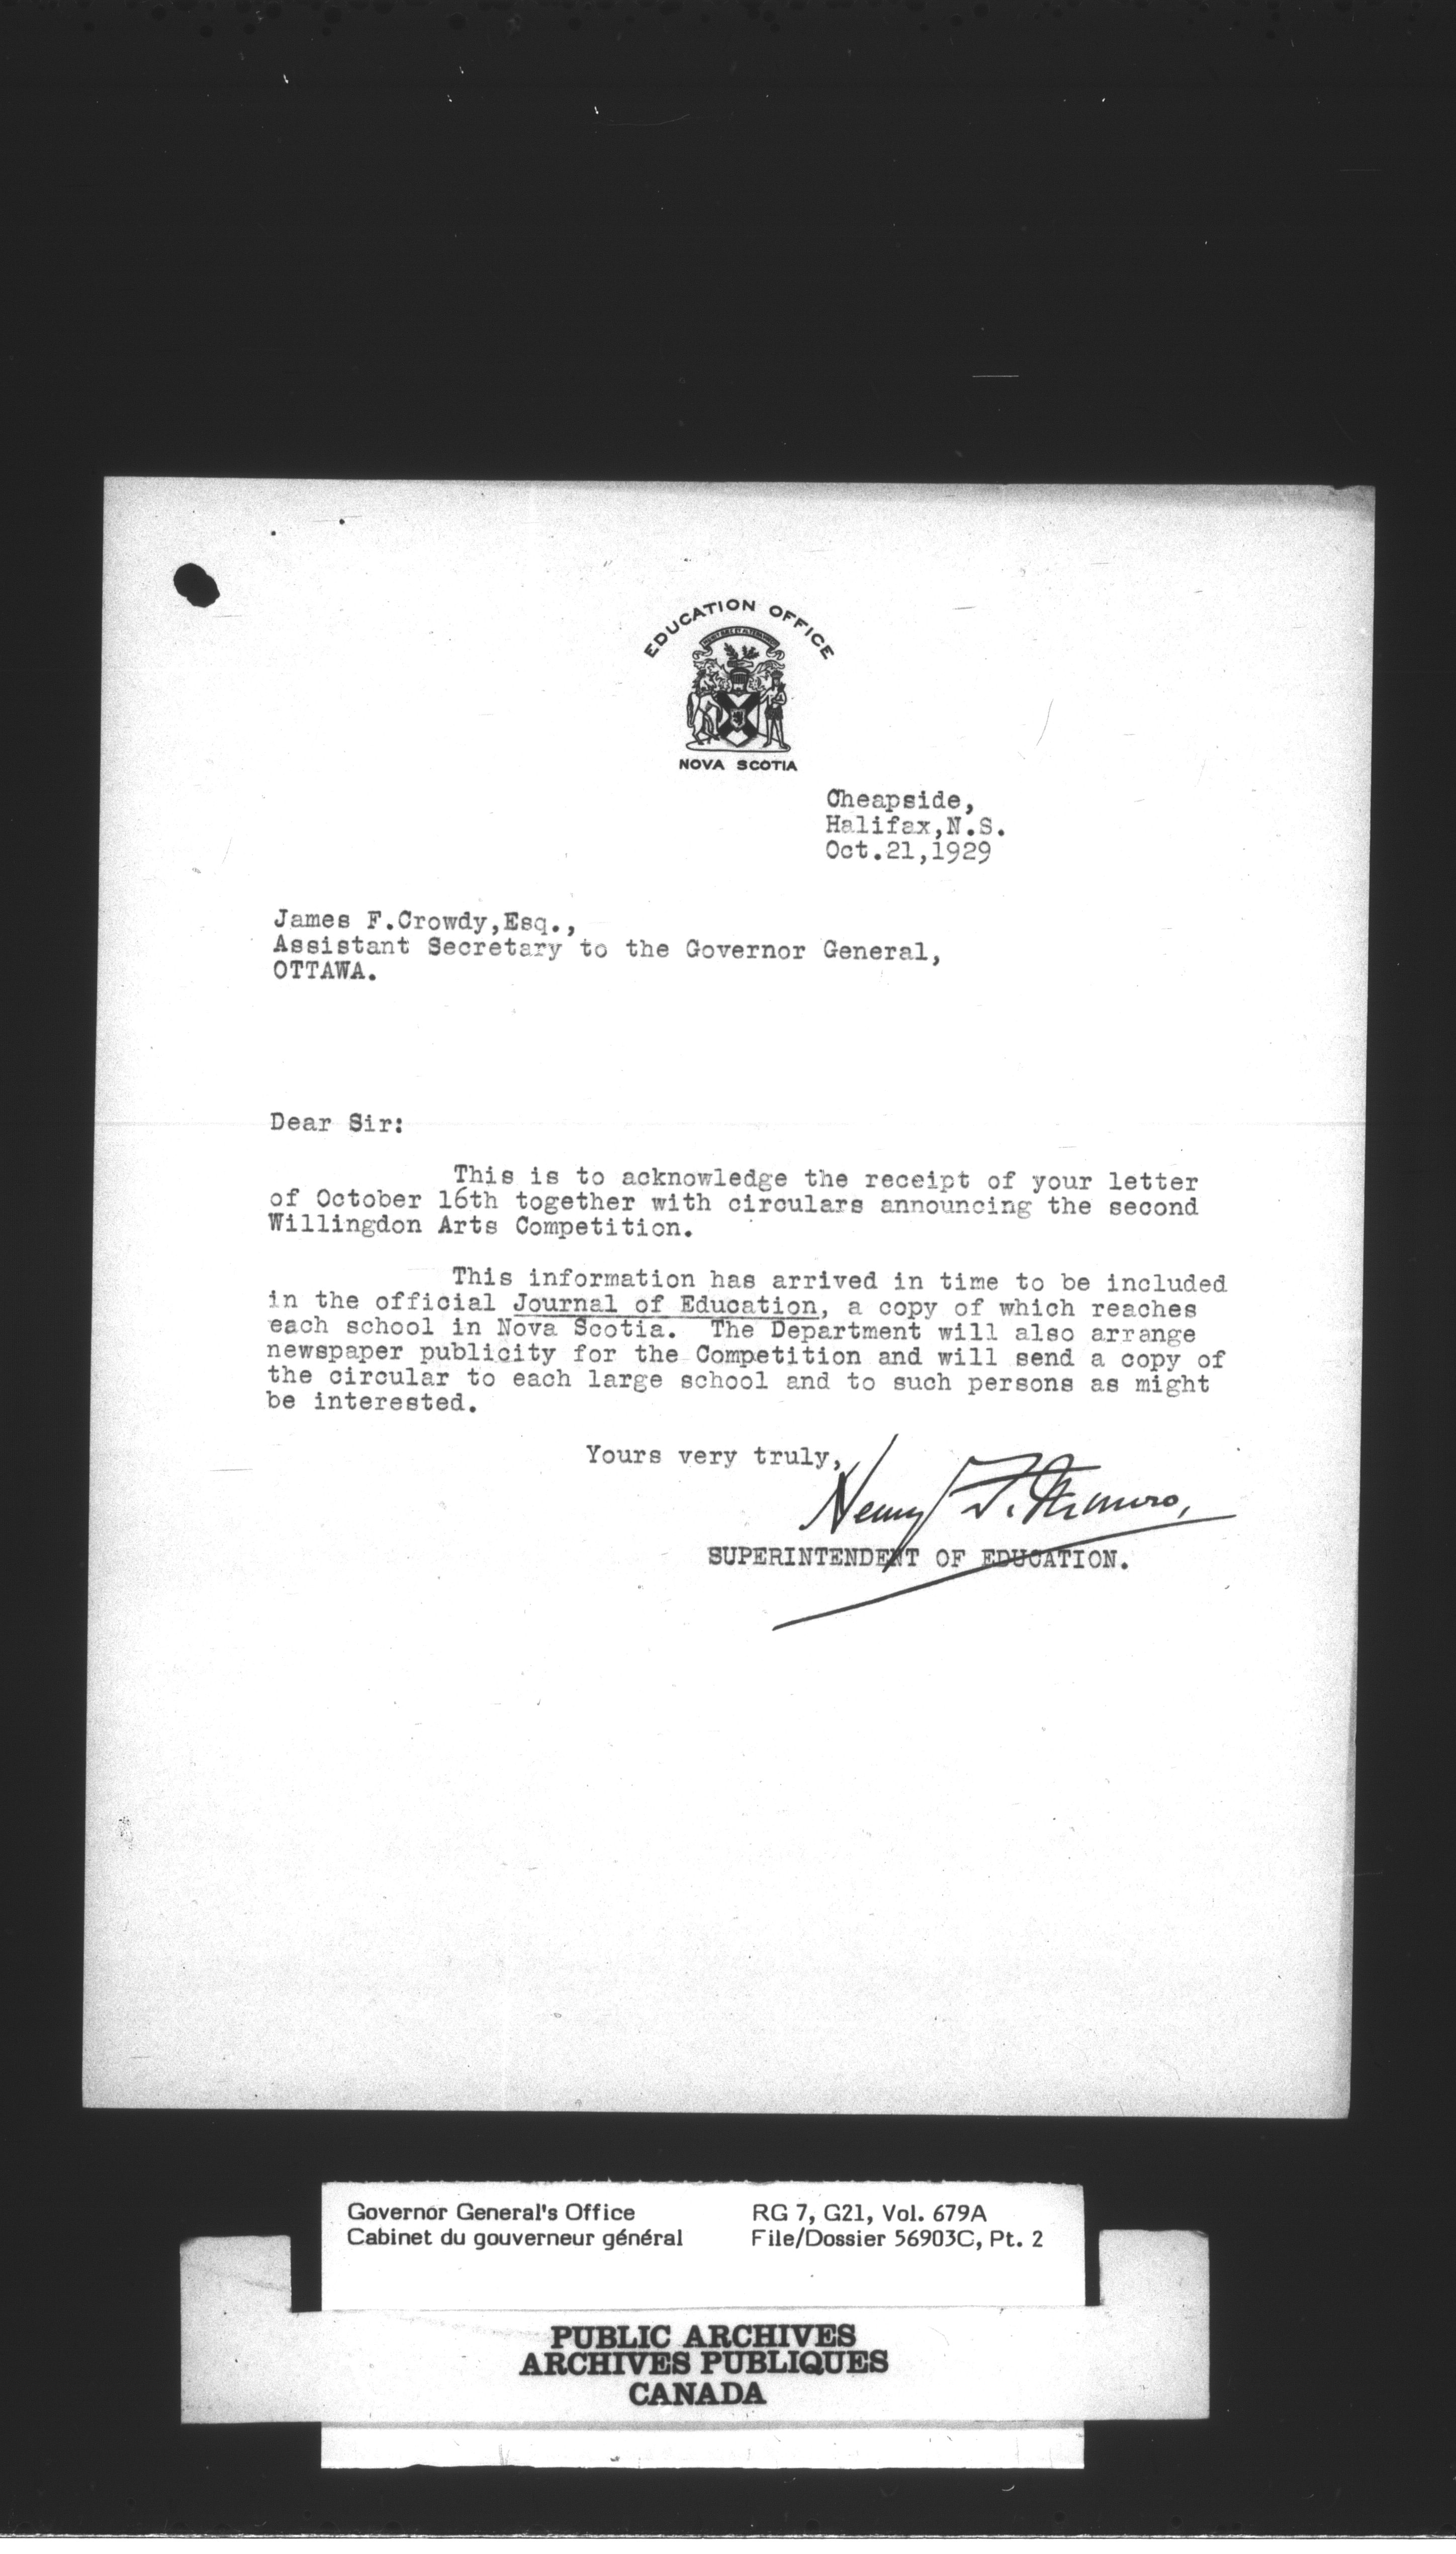 EDUCATION OFFICE
NOVA SCOTIA
Cheapside,
Halifax,N.S.
Oct.21,1929
James F.Crowdy,Esq.,
Assistant Secretary to the Governor General,
OTTAWA.
Dear Sir:
This is to acknowledge the receipt of your letter
of October 16th together with circulars announcing the second
Willingdon Arts Competition.
This information has arrived in time to be included
in the official Journal of Education, a copy of which reaches
each school in Nova Scotia. The Department will also arrange
newspaper publicity for the Competition and will send a copy of
the circular to each large school and to such persons as might
be interested.
Yours very truly,
Henry F. Munro,
SUPERINTENDENT OF EDUCATION.
Governor General's Office
Cabinet du gouverneur général
RG 7, G21, Vol. 679A
File/Dossier 56903C, Pt. 2
PUBLIC ARCHIVES
ARCHIVES PUBLIQUES
CANADA